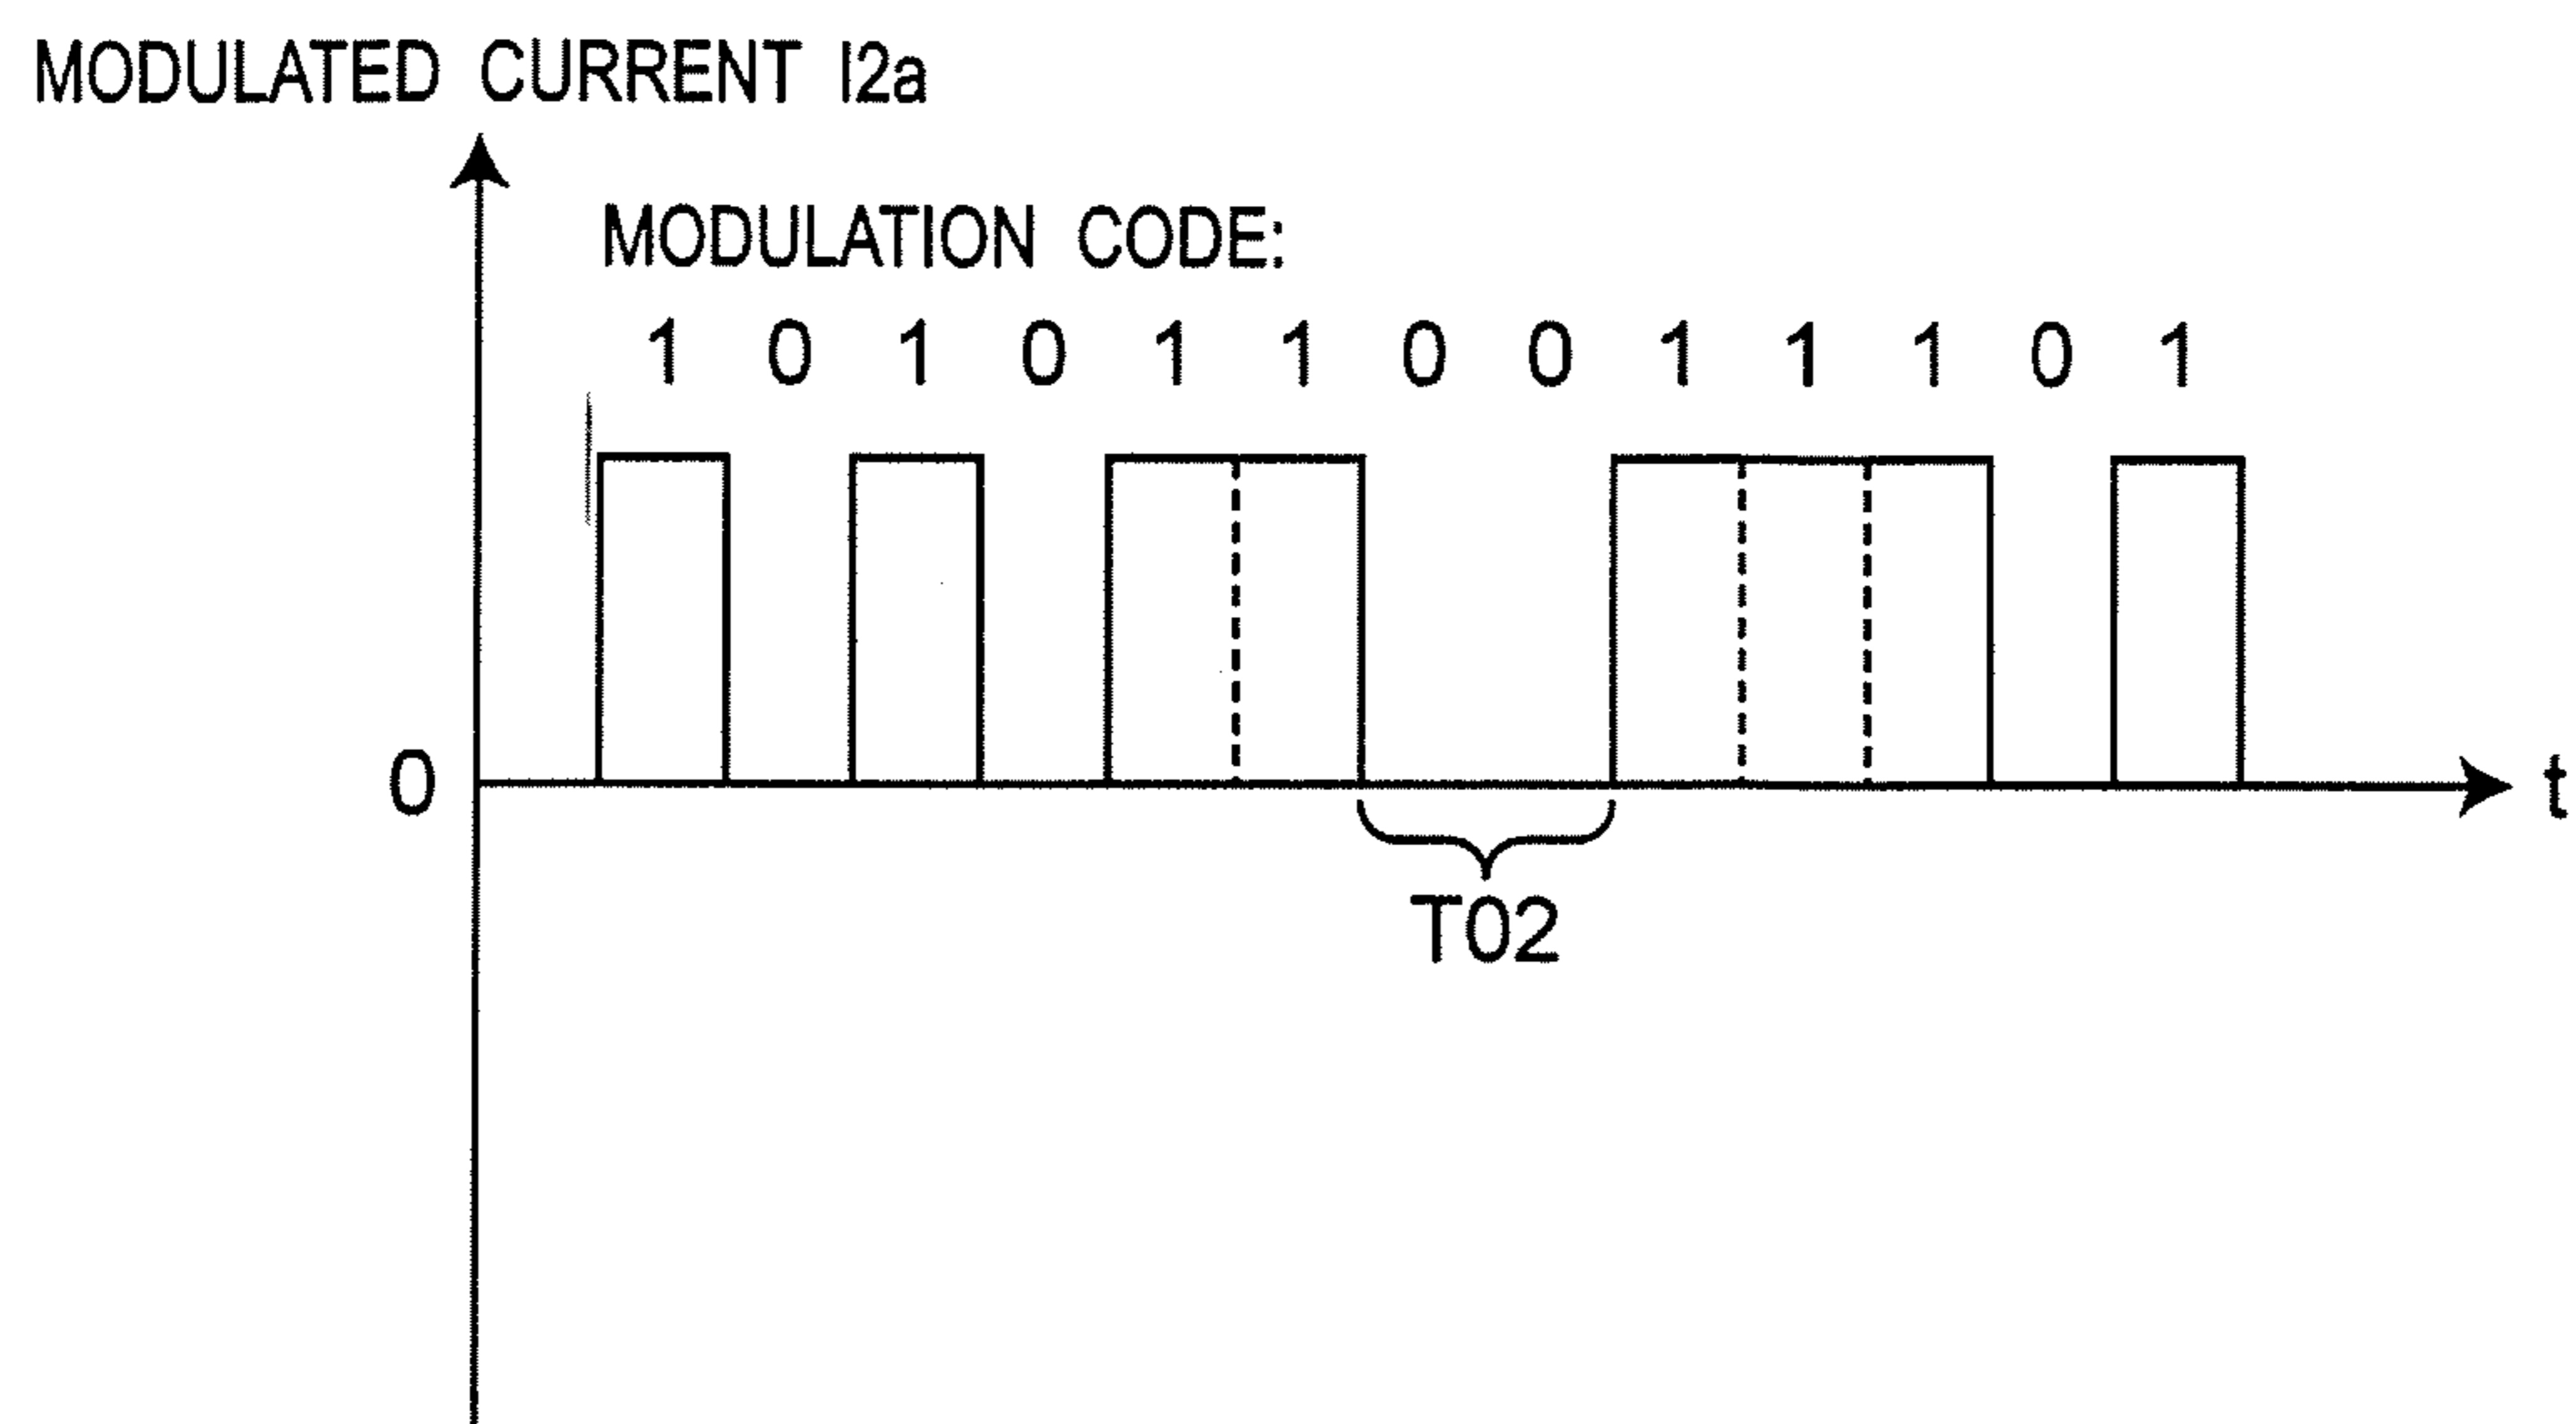 MODULATED CURRENT I2a
MODULATION CODE:
1 0 1 0 1 1 0 0 1 1 1 0 1
0
t
T02